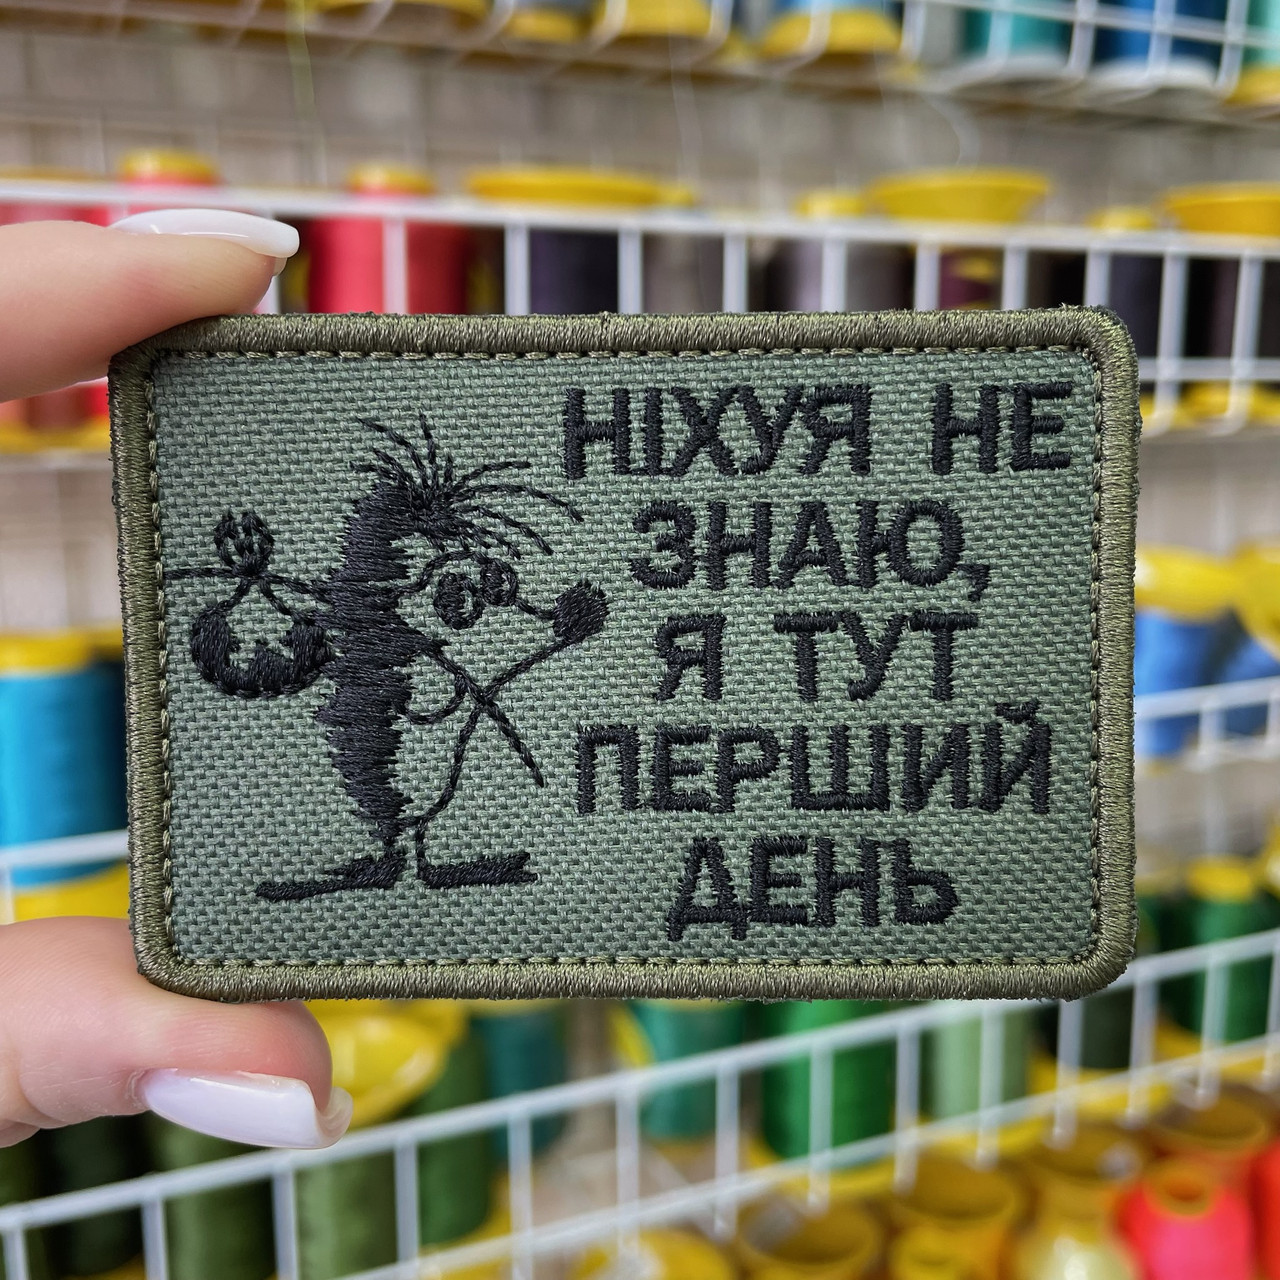 НІХУЯ НЕ
ЗНАЮ,
Я ТУТ
ПЕРШИЙ
ДЕНЬ